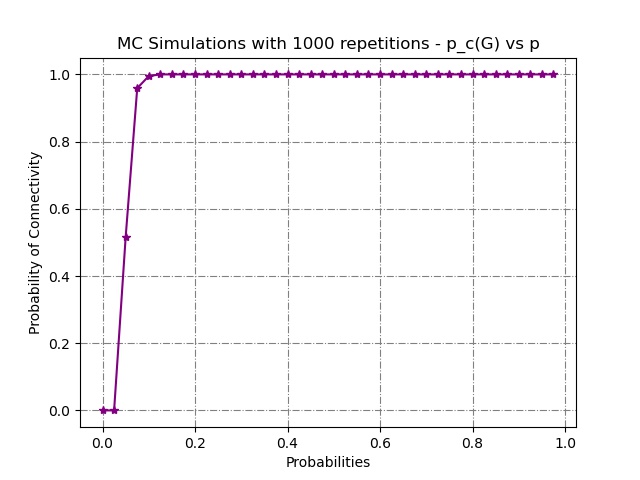 MC Simulations with 1000 repetitions - p_c(G) vs p
1.0
0.8
0.6
0.4
0.2
0.0
Probability of Connectivity
0.0 0.2 0.4 0.6 0.8 1.0
Probabilities